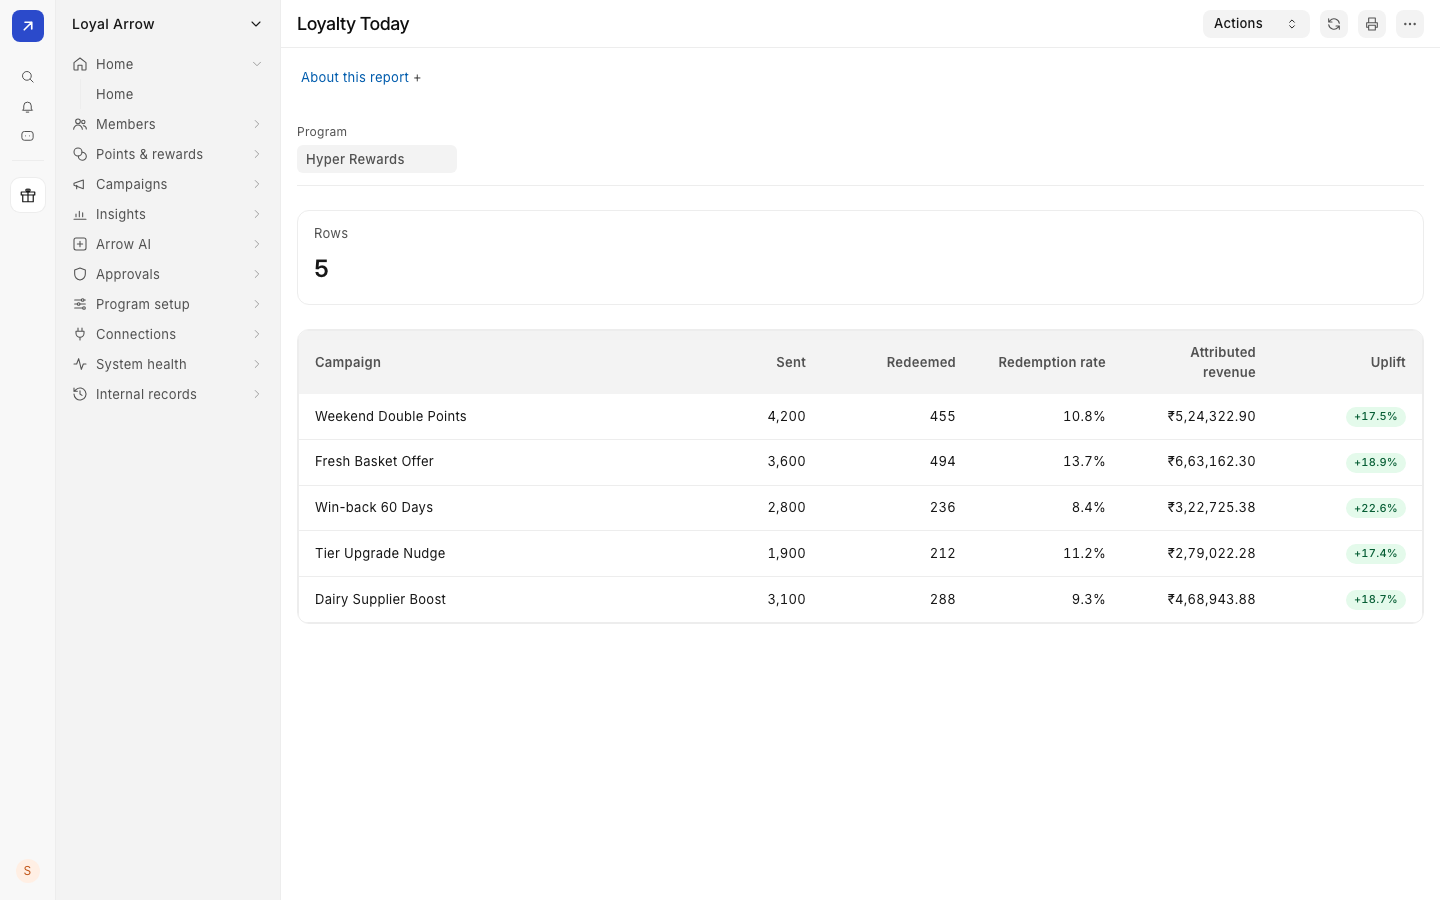 Loyal Arrow
Home
Home
Members
Points & rewards
Campaigns
Insights
Arrow AI
Approvals
Program setup
Connections
System health
Internal records
S
Loyalty Today
Actions
About this report +
Program
Hyper Rewards
Rows
5
Campaign Sent Redeemed Redemption rate Attributed revenue Uplift
Weekend Double Points 4,200 455 10.8% ₹5,24,322.90 +17.5%
Fresh Basket Offer 3,600 494 13.7% ₹6,63,162.30 +18.9%
Win-back 60 Days 2,800 236 8.4% ₹3,22,725.38 +22.6%
Tier Upgrade Nudge 1,900 212 11.2% ₹2,79,022.28 +17.4%
Dairy Supplier Boost 3,100 288 9.3% ₹4,68,943.88 +18.7%